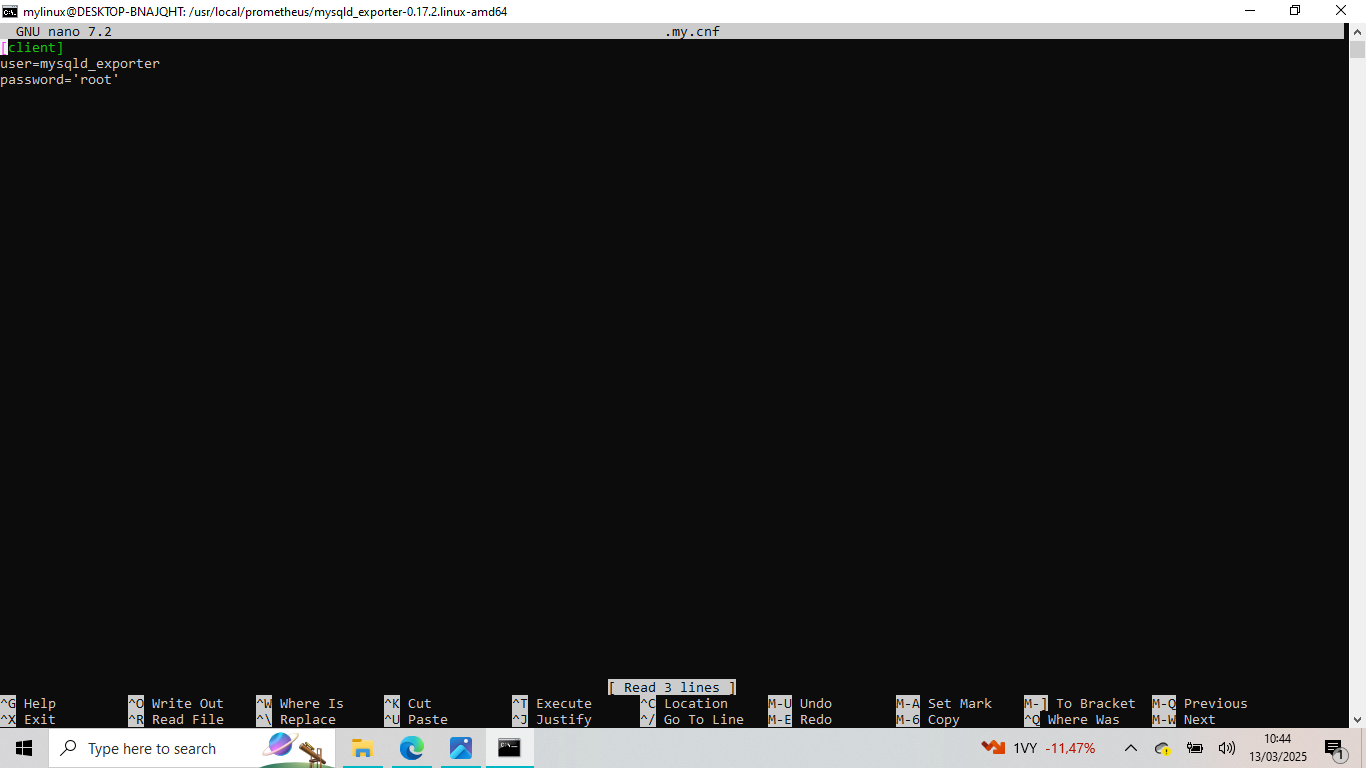 mylinux@DESKTOP-BNAJQHT: /usr/local/prometheus/mysqld_exporter-0.17.2.linux-amd64
GNU nano 7.2 .my.cnf
[client]
user=mysqld_exporter
password='root'
[ Read 3 lines ]
^G Help ^O Write Out ^W Where Is ^K Cut ^T Execute ^C Location M-U Undo M-A Set Mark M-] To Bracket M-Q Previous
^X Exit ^R Read File ^\ Replace ^U Paste ^J Justify ^/ Go To Line M-E Redo M-6 Copy ^Q Where Was M-W Next
Type here to search 1VY -11,47% 10:44
13/03/2025 1